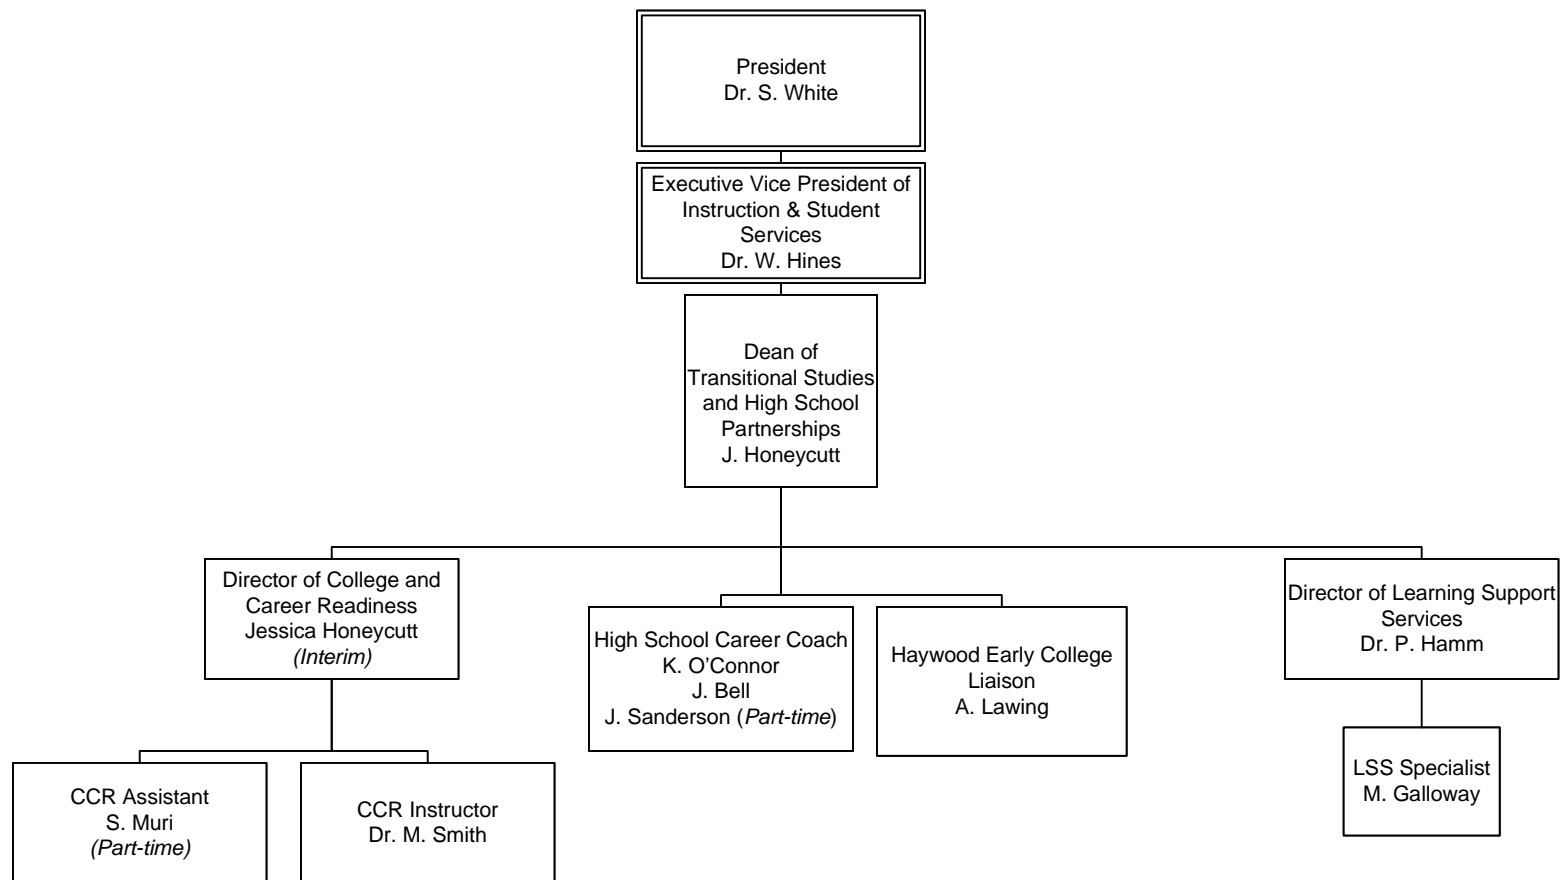 President
Dr. S. White
Executive Vice President of
Instruction & Student
Services
Dr. W. Hines
Dean of
Transitional Studies
and High School
Partnerships
J. Honeycutt
Director of College and
Career Readiness
Jessica Honeycutt
(Interim)
High School Career Coach
K. O’Connor
J. Bell
J. Sanderson (Part-time)
Haywood Early College
Liaison
A. Lawing
Director of Learning Support
Services
Dr. P. Hamm
CCR Assistant
S. Muri
(Part-time)
CCR Instructor
Dr. M. Smith
LSS Specialist
M. Galloway